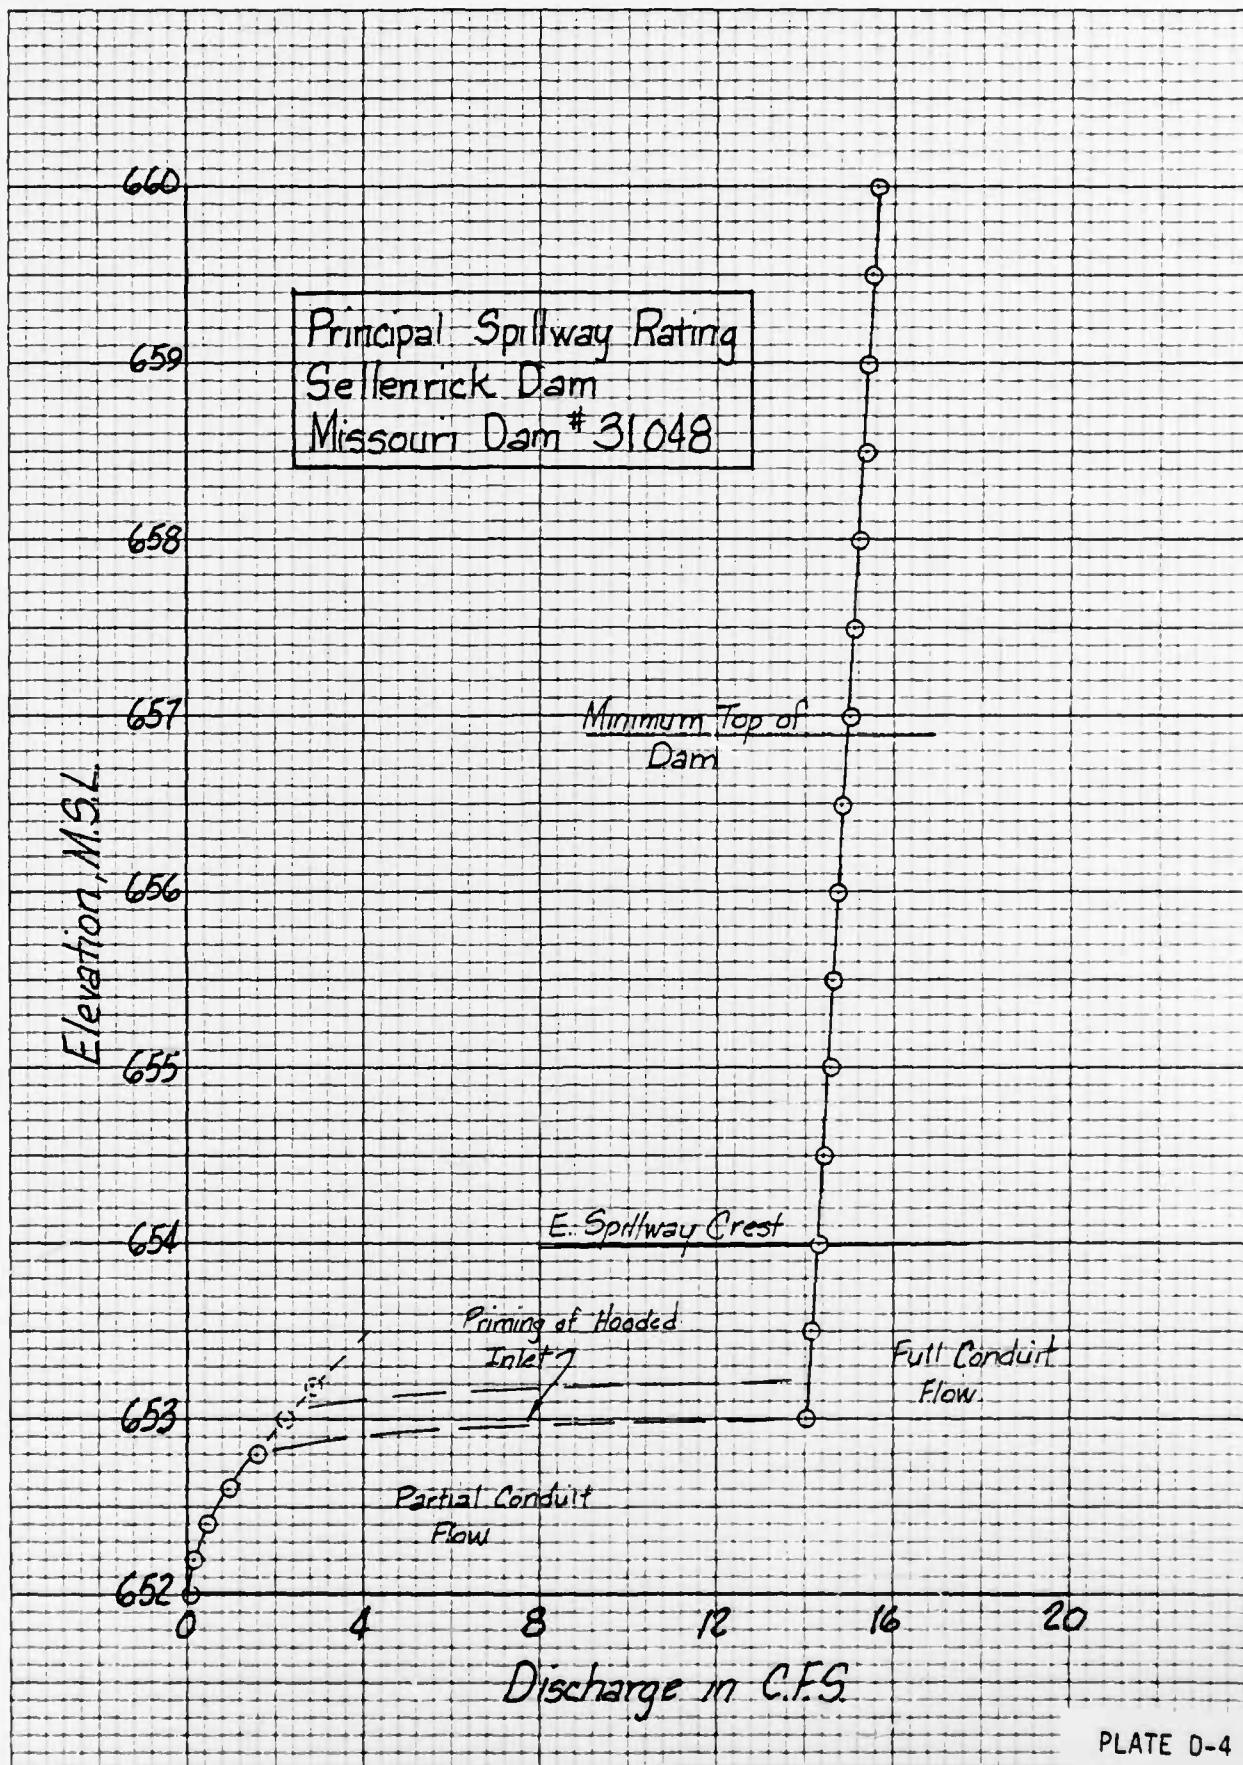 660
Principal Spillway Rating
659
Sellenrick Dam
Missouri Dam # 31048
658
657
Minimum Top of
Dam
Elevation, M.S.L.
656
655
E. Spillway Crest
654
Priming of Hooded
Inlet
Full Conduit
Flow
653
Partial Conduit
Flow
652
0 4 8 12 16 20
Discharge in C.F.S.
PLATE D-4